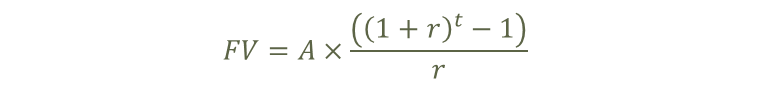 FV = A × ((1 + r)^t − 1) / r